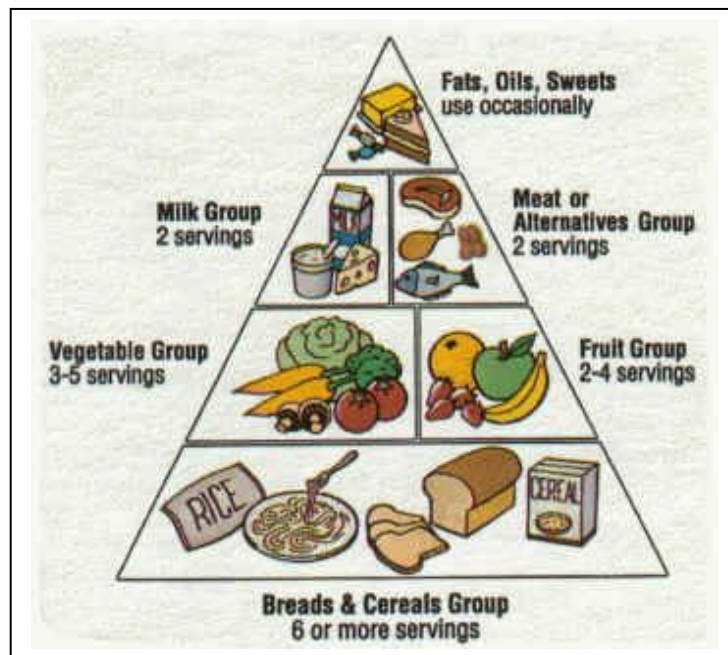 Fats, Oils, Sweets
use occasionally
Milk Group
2 servings
Meat or
Alternatives Group
2 servings
Vegetable Group
3-5 servings
Fruit Group
2-4 servings
RICE
CEREAL
Breads & Cereals Group
6 or more servings